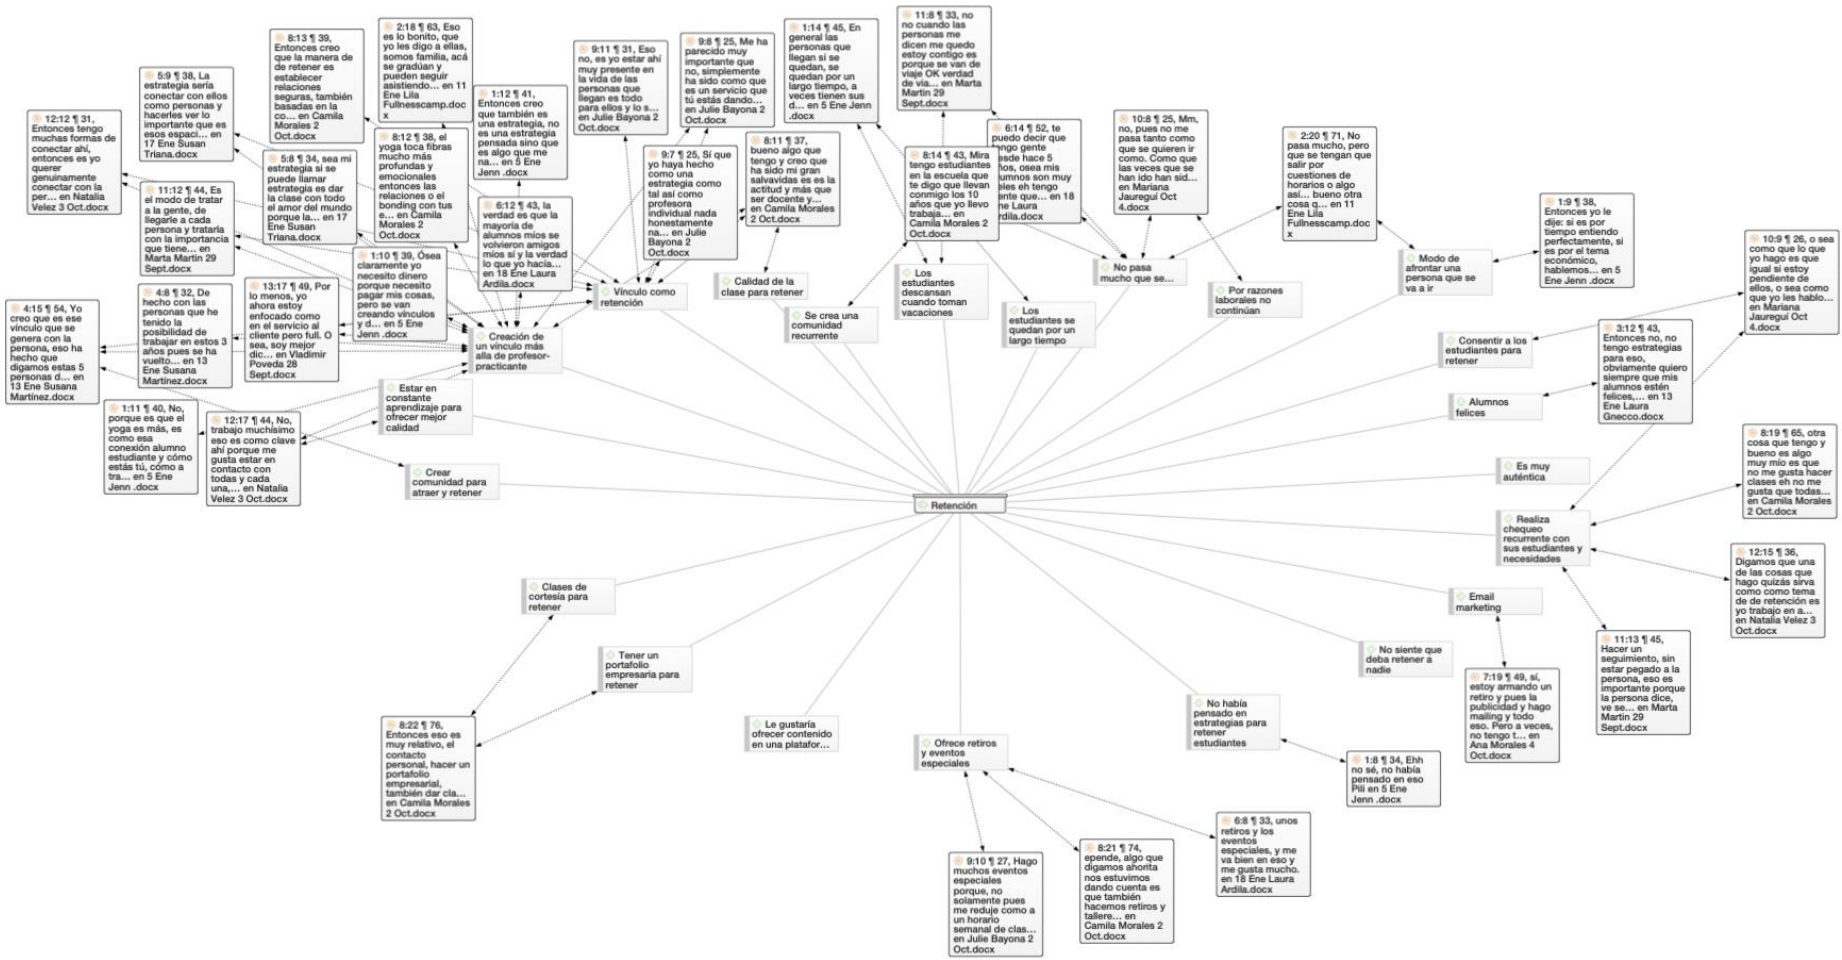 8:13 ¶ 39,
Entonces creo
que la manera de
de retener es
establecer
relaciones
seguras, también
basadas en la
co... en Camila
Morales 2
Oct.docx
2:18 ¶ 63, Eso
es lo bonito, que
yo les digo a ellas,
somos familia, acá
se gradúan y
pueden seguir
asistiendo... en 11
Ene Lila
Fullnesscamp.doc
x
9:11 ¶ 31, Eso
no, es yo estar ahí
muy presente en
la vida de las
personas que
llegan es todo
para ellos y lo s...
en Julie Bayona 2
Oct.docx
9:8 ¶ 25, Me ha
parecido muy
importante que
no, simplemente
ha sido como que
es un servicio que
tú estás dando...
en Julie Bayona 2
Oct.docx
1:14 ¶ 45, En
general las
personas que
llegan si se
quedan, se
quedan por un
largo tiempo, a
veces tienen sus
d... en 5 Ene Jenn
.docx
11:8 ¶ 33, no
no cuando las
personas me
dicen me quedo
estoy contigo es
porque se van de
viaje OK verdad
de vía... en Marta
Martin 29
Sept.docx
5:9 ¶ 38, La
estrategia sería
conectar con ellos
como personas y
hacerles ver lo
importante que es
esos espaci... en
17 Ene Susan
Triana.docx
1:12 ¶ 41,
Entonces creo
que también es
una estrategia, no
es una estrategia
pensada sino que
es algo que me
na... en 5 Ene
Jenn .docx
12:12 ¶ 31,
Entonces tengo
muchas formas de
conectar ahí,
entonces es yo
querer
genuinamente
conectar con la
per... en Natalia
Velez 3 Oct.docx
5:8 ¶ 34, sea mi
estrategia si se
puede llamar
estrategia es dar
la clase con todo
el amor del mundo
porque la... en 17
Ene Susan
Triana.docx
8:12 ¶ 38, el
yoga toca fibras
mucho más
profundas y
emocionales
entonces las
relaciones o el
bonding con tus
e... en Camila
Morales 2
Oct.docx
9:7 ¶ 25, Sí que
yo haya hecho
como una
estrategia como
tal así como
profesora
individual nada
honestamente
na... en Julie
Bayona 2
Oct.docx
8:11 ¶ 37,
bueno algo que
tengo y creo que
ha sido mi gran
salvavidas es es la
actitud y más que
ser docente y...
en Camila Morales
2 Oct.docx
8:14 ¶ 43, Mira
tengo estudiantes
en la escuela que
te digo que llevan
conmigo los 10
años que yo llevo
trabaja... en
Camila Morales 2
Oct.docx
6:14 ¶ 52, te
puedo decir que
tengo gente
desde hace 5
años, osea mis
alumnos son muy
eles eh tengo
ente que... en 18
ne Laura
rdila.docx
10:8 ¶ 25, Mm,
no, pues no me
pasa tanto como
que se quieren ir
como. Como que
las veces que se
han ido han sid...
en Mariana
Jauregui Oct
4.docx
2:20 ¶ 71, No
pasa mucho, pero
que se tengan que
salir por
cuestiones de
horarios o algo
así... bueno otra
cosa q... en 11
Ene Lila
Fullnesscamp.doc
x
1:9 ¶ 38,
Entonces yo le
dije: si es por
tiempo entiendo
perfectamente, si
es por el tema
económico,
hablemos... en 5
Ene Jenn .docx
10:9 ¶ 26, o sea
como que lo que
yo hago es que
igual si estoy
pendiente de
ellos, o sea como
que yo les hablo...
en Mariana
Jauregui Oct
4.docx
11:12 ¶ 44, Es
el modo de tratar
a la gente, de
llegarle a cada
persona y tratarla
con la importancia
que tiene... en
Marta Martin 29
Sept.docx
6:12 ¶ 43, la
verdad es que la
mayoría de
alumnos míos se
volvieron amigos
míos sí y la verdad
lo que yo hacía...
en 18 Ene Laura
Ardila.docx
1:10 ¶ 39, Ósea
claramente yo
necesito dinero
porque necesito
pagar mis cosas,
pero se van
creando vínculos
y d... en 5 Ene
Jenn .docx
4:15 ¶ 54, Yo
creo que es ese
vínculo que se
genera con la
persona, eso ha
hecho que
digamos estas 5
personas d... en
13 Ene Susana
Martínez.docx
4:8 ¶ 32, De
hecho con las
personas que he
tenido la
posibilidad de
trabajar en estos 3
años pues se ha
vuelto... en 13
Ene Susana
Martínez.docx
13:17 ¶ 49, Por
lo menos, yo
ahora estoy
enfocado como
en el servicio al
cliente pero full. O
sea, soy mejor
dic... en Vladimir
Poveda 28
Sept.docx
Vínculo como
retención
Creación de
un vínculo más
alla de profesor-
practicante
Calidad de la
clase para retener
Se crea una
comunidad
recurrente
Los
estudiantes
descansan
cuando toman
vacaciones
Los
estudiantes se
quedan por un
largo tiempo
No pasa
mucho que se...
Por razones
laborales no
continúan
Modo de
afrontar una
persona que se
va a ir
Consentir a los
estudiantes para
retener
3:12 ¶ 43,
Entonces no, no
tengo estrategias
para eso,
obviamente quiero
siempre que mis
alumnos estén
felices,... en 13
Ene Laura
Gnecco.docx
Alumnos
felices
Estar en
constante
aprendizaje para
ofrecer mejor
calidad
1:11 ¶ 40, No,
porque es que el
yoga es más, es
como esa
conexión alumno
estudiante y cómo
estás tú, cómo a
tra... en 5 Ene
Jenn .docx
12:17 ¶ 44, No,
trabajo muchísimo
eso es como clave
ahí porque me
gusta estar en
contacto con
todas y cada
una,... en Natalia
Velez 3 Oct.docx
Crear
comunidad para
atraer y retener
Es muy
auténtica
8:19 ¶ 65, otra
cosa que tengo y
bueno es algo
muy mío es que
no me gusta hacer
clases eh no me
gusta que todas...
en Camila Morales
2 Oct.docx
Retención
Realiza
chequeo
recurrente con
sus estudiantes y
necesidades
12:15 ¶ 36,
Digamos que una
de las cosas que
hago quizás sirva
como como tema
de de retención es
yo trabajo en a...
en Natalia Velez 3
Oct.docx
Clases de
cortesía para
retener
Email
marketing
11:13 ¶ 45,
Hacer un
seguimiento, sin
estar pegado a la
persona, eso es
importante porque
la persona dice,
ve se... en Marta
Martin 29
Sept.docx
Tener un
portafolio
empresaria para
retener
No siente que
deba retener a
nadie
7:19 ¶ 49, sí,
estoy armando un
retiro y pues la
publicidad y hago
mailing y todo
eso. Pero a veces,
no tengo t... en
Ana Morales 4
Oct.docx
8:22 ¶ 76,
Entonces eso es
muy relativo, el
contacto
personal, hacer un
portafolio
empresarial,
también dar cla...
en Camila Morales
2 Oct.docx
Le gustaría
ofrecer contenido
en una platafor...
Ofrece retiros
y eventos
especiales
No había
pensado en
estrategias para
retener
estudiantes
1:8 ¶ 34, Ehh
no sé, no había
pensado en eso
Pili en 5 Ene
Jenn .docx
9:10 ¶ 27, Hago
muchos eventos
especiales
porque, no
solamente pues
me reduje como a
un horario
semanal de clas...
en Julie Bayona 2
Oct.docx
8:21 ¶ 74,
epende, algo que
digamos ahorita
nos estuvimos
dando cuenta es
que también
hacemos retiros y
tallere... en
Camila Morales 2
Oct.docx
6:8 ¶ 33, unos
retiros y los
eventos
especiales, y me
va bien en eso y
me gusta mucho.
en 18 Ene Laura
Ardila.docx